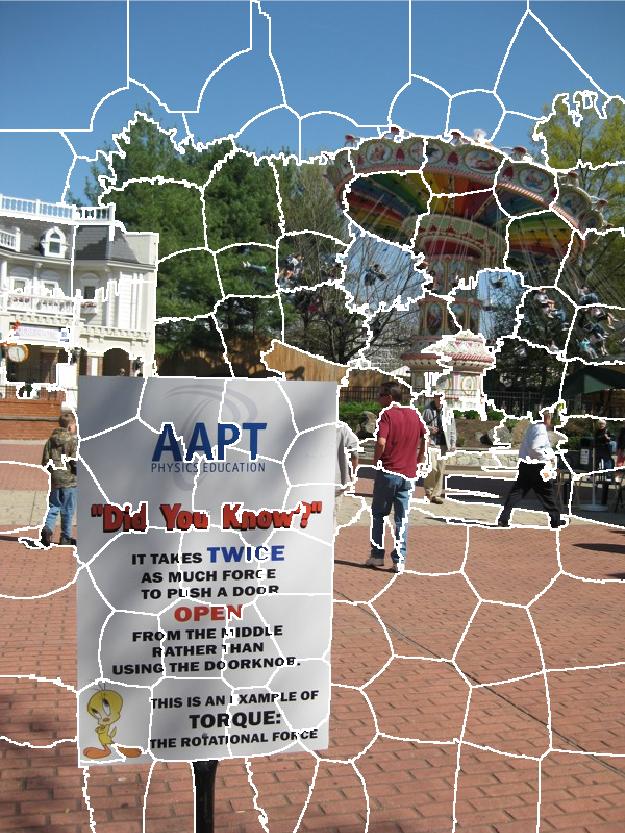 AAPT
PHYSICS EDUCATION
"Did You Know?"
IT TAKES TWICE
AS MUCH FORCE
TO PUSH A DOOR
OPEN
FROM THE MIDDLE
RATHER THAN
USING THE DOORKNOB.
THIS IS AN EXAMPLE OF
TORQUE:
THE ROTATIONAL FORCE